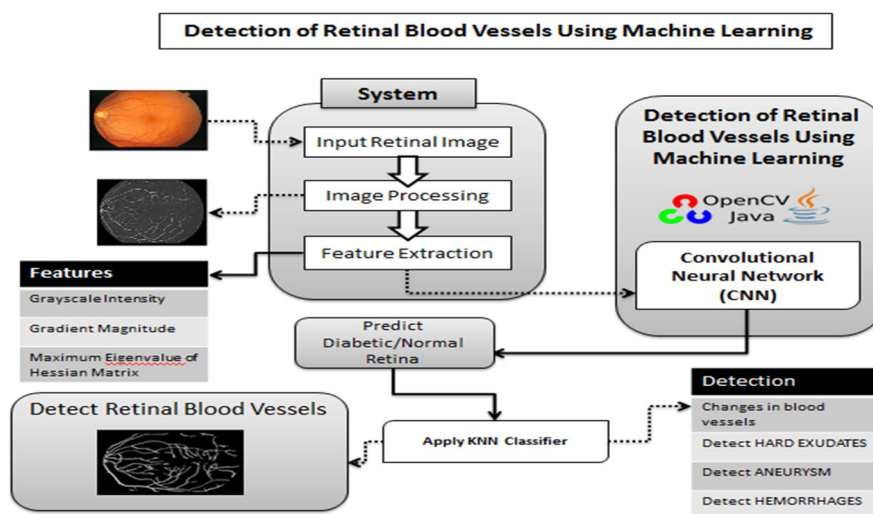 Detection of Retinal Blood Vessels Using Machine Learning
System
Input Retinal Image
Image Processing
Feature Extraction
Detection of Retinal
Blood Vessels Using
Machine Learning
OpenCV
Java
Convolutional
Neural Network
(CNN)
Features
Grayscale Intensity
Gradient Magnitude
Maximum Eigenvalue of
Hessian Matrix
Predict
Diabetic/Normal
Retina
Detect Retinal Blood Vessels
Apply KNN Classifier
Detection
Changes in blood
vessels
Detect HARD EXUDATES
Detect ANEURYSM
Detect HEMORRHAGES